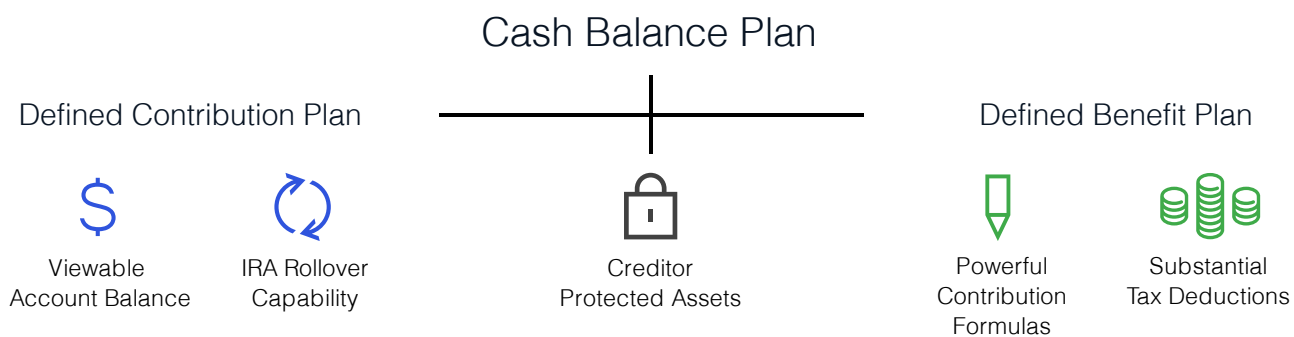 Cash Balance Plan
Defined Contribution Plan
Defined Benefit Plan
$
Viewable
Account Balance
IRA Rollover
Capability
Creditor
Protected Assets
Powerful
Contribution
Formulas
Substantial
Tax Deductions